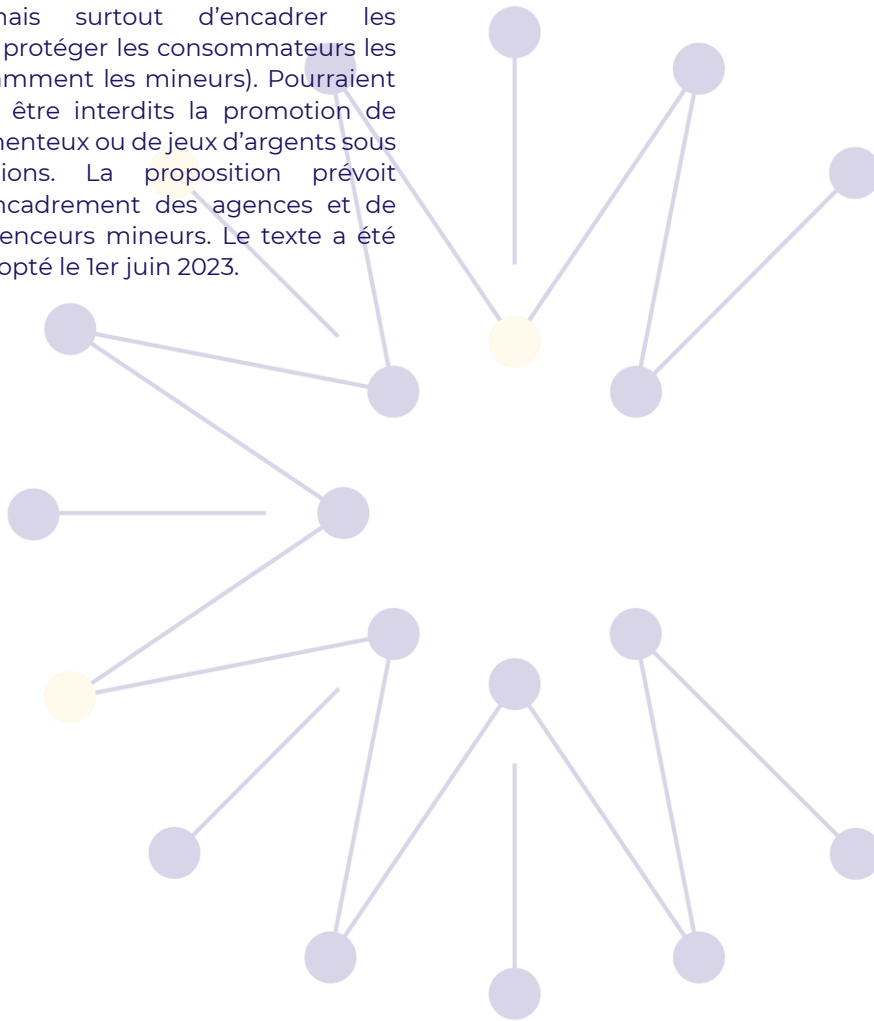 mais surtout d’encadrer les
protéger les consommateurs les
mment les mineurs). Pourraient
être interdits la promotion de
enteux ou de jeux d’argents sous
ions. La proposition prévoit
ncadrement des agences et de
enceurs mineurs. Le texte a été
opté le 1er juin 2023.